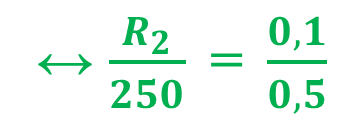 ↔ R₂/250 = 0,1/0,5